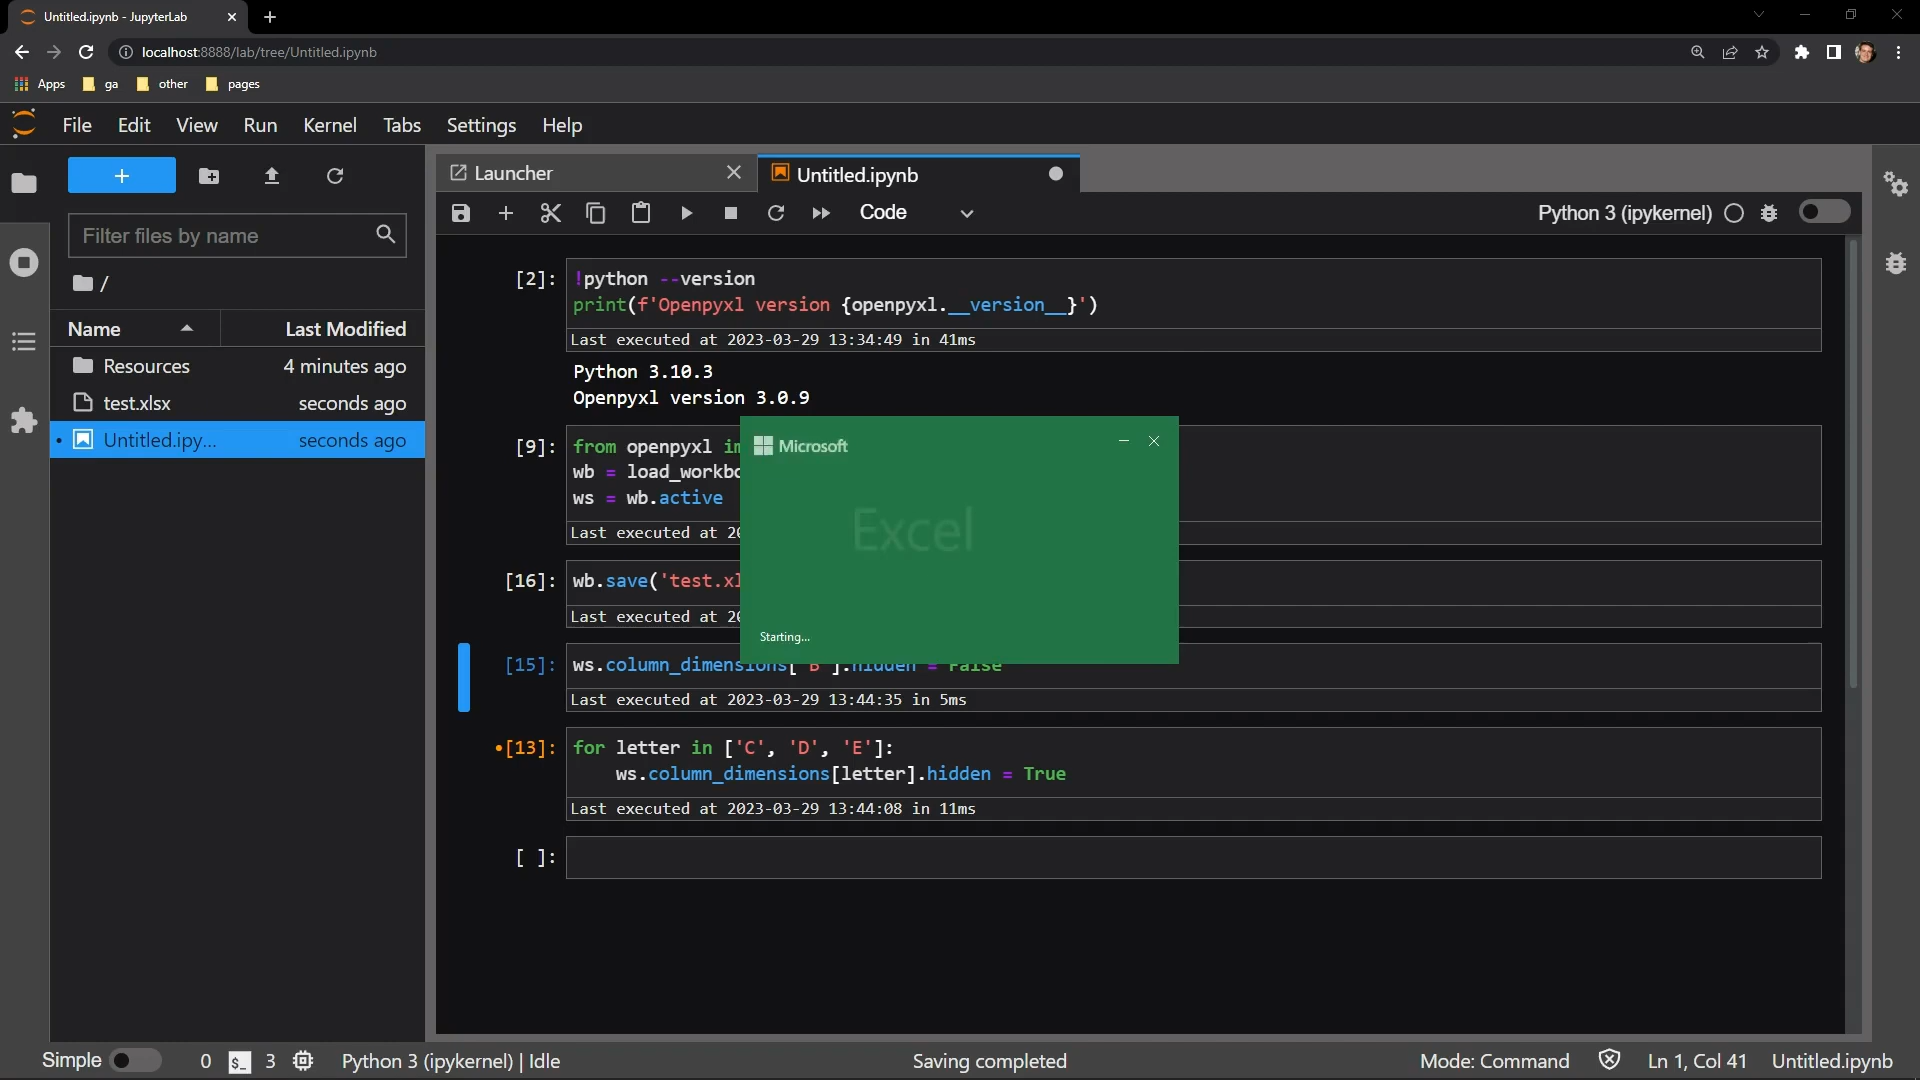 Untitled.ipynb - JupyterLab
localhost:8888/lab/tree/Untitled.ipynb
Apps ga other pages
File Edit View Run Kernel Tabs Settings Help
+
Filter files by name
/
Name Last Modified
Resources 4 minutes ago
test.xlsx seconds ago
Untitled.ipy... seconds ago
Launcher
Untitled.ipynb
Code
Python 3 (ipykernel)
[2]: !python --version
print(f'Openpyxl version {openpyxl.__version__}')
Last executed at 2023-03-29 13:34:49 in 41ms
Python 3.10.3
Openpyxl version 3.0.9
[9]: from openpyxl im
wb = load_workbo
ws = wb.active
Last executed at 20
[16]: wb.save('test.xl
Last executed at 20
Microsoft
Excel
Starting...
[15]: ws.column_dimensions['B'].hidden = False
Last executed at 2023-03-29 13:44:35 in 5ms
[13]: for letter in ['C', 'D', 'E']:
ws.column_dimensions[letter].hidden = True
Last executed at 2023-03-29 13:44:08 in 11ms
[ ]:
Simple 0 $_ 3 Python 3 (ipykernel) | Idle Saving completed Mode: Command Ln 1, Col 41 Untitled.ipynb